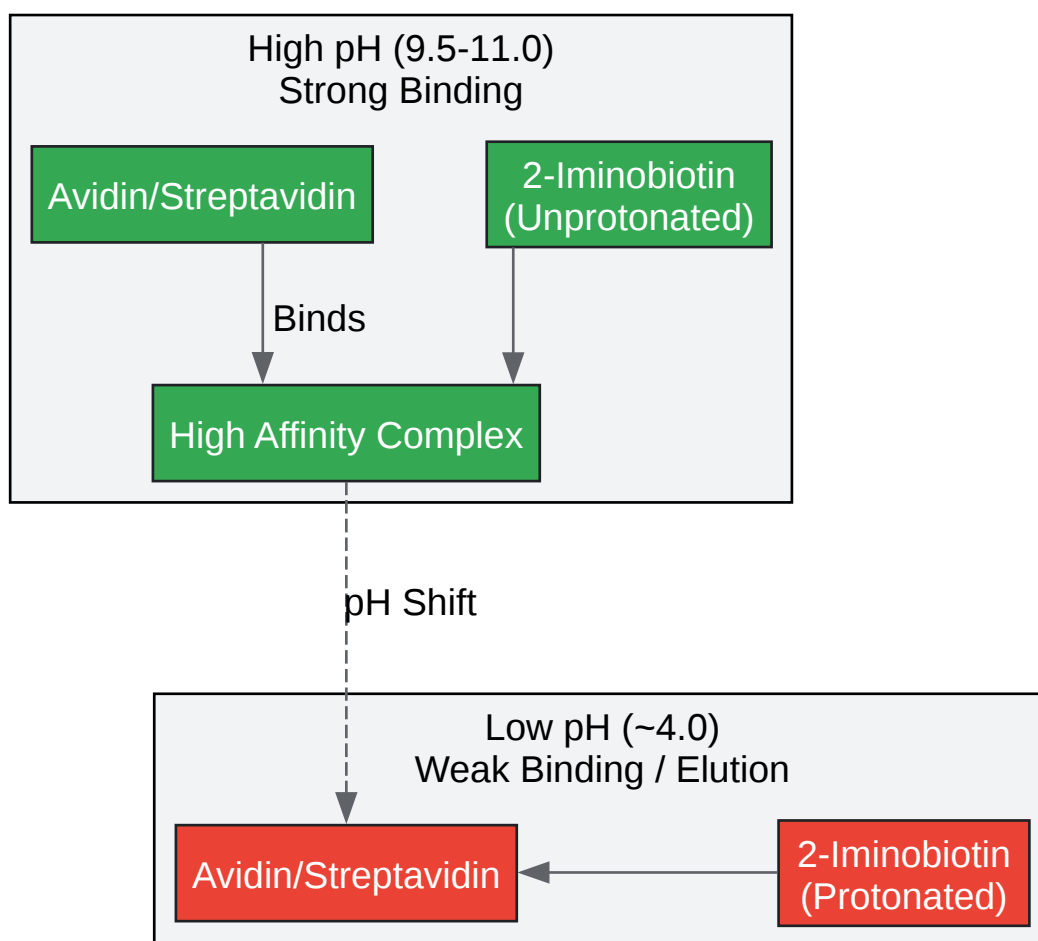 High pH (9.5-11.0)
Strong Binding
Avidin/Streptavidin
2-Iminobiotin
(Unprotonated)
Binds
High Affinity Complex
pH Shift
Low pH (~4.0)
Weak Binding / Elution
Avidin/Streptavidin
2-Iminobiotin
(Protonated)